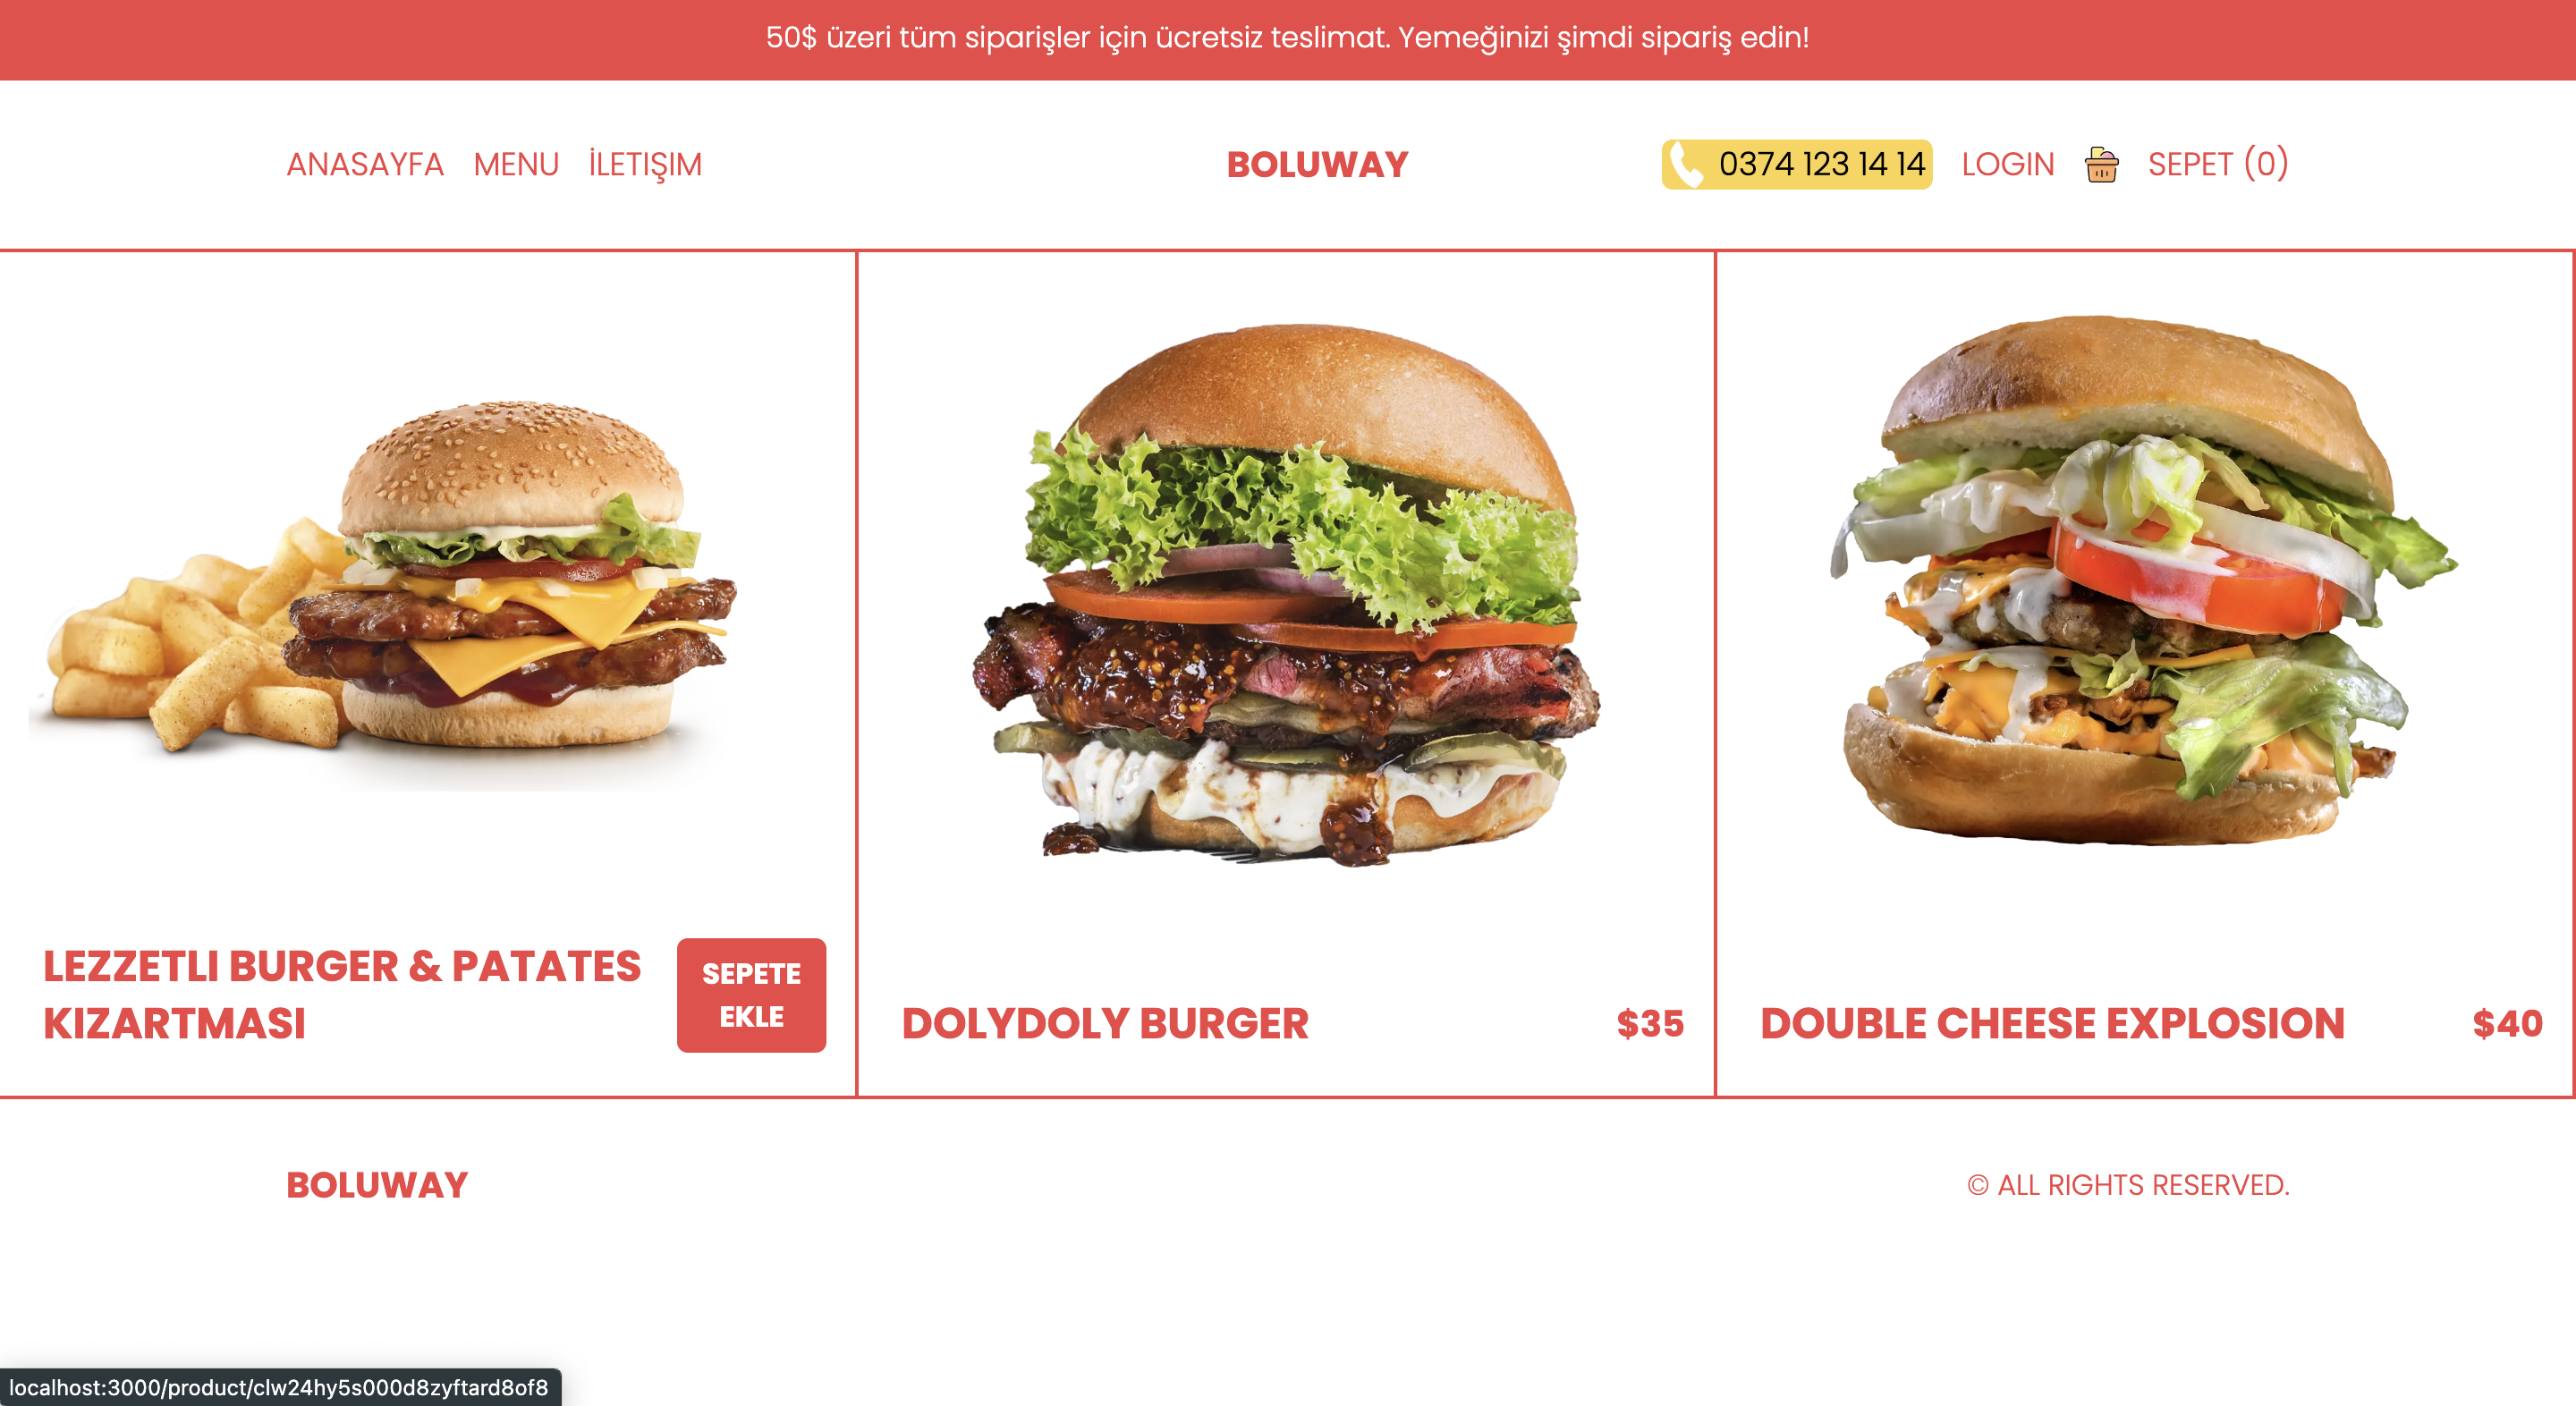 50$ üzeri tüm siparişler için ücretsiz teslimat. Yemeğinizi şimdi sipariş edin!
ANASAYFA MENU İLETIŞIM
BOLUWAY
0374 123 14 14 LOGIN SEPET (0)
LEZZETLI BURGER & PATATES
KIZARTMASI
SEPETE
EKLE
DOLYDOLY BURGER
$35
DOUBLE CHEESE EXPLOSION
$40
BOLUWAY
© ALL RIGHTS RESERVED.
localhost:3000/product/clw24hy5s000d8zyftard8of8